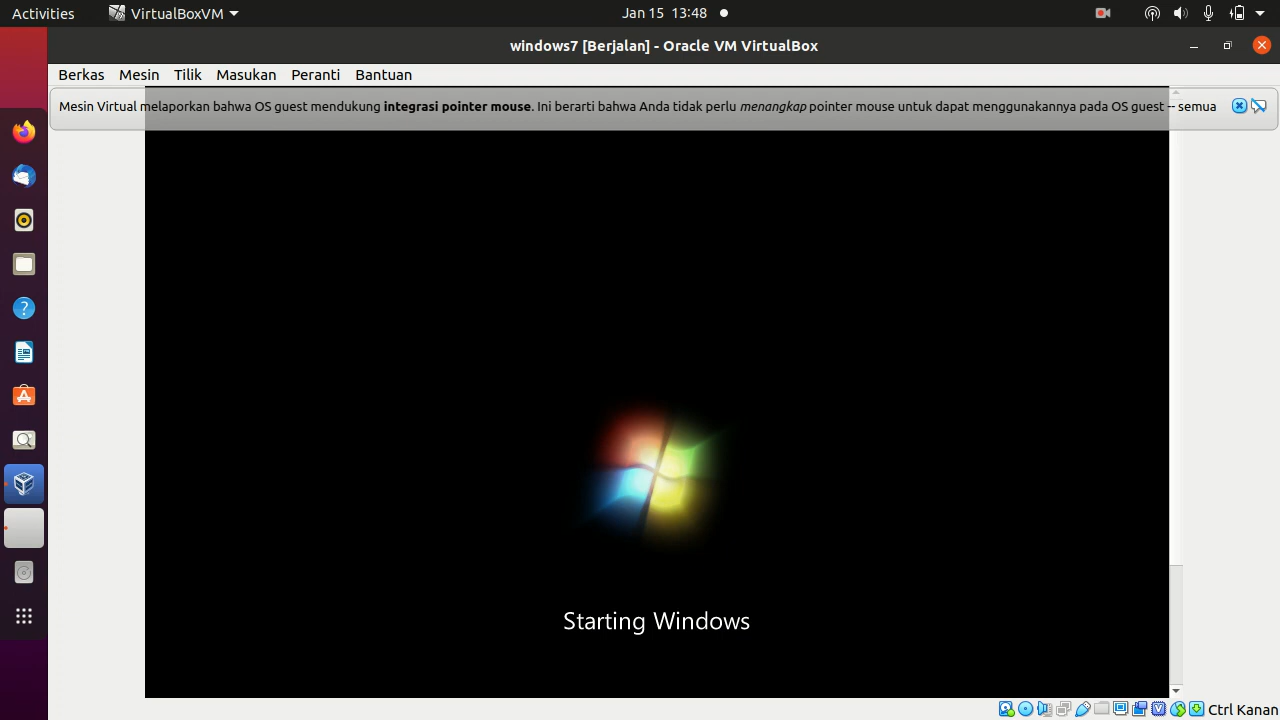 Activities VirtualBoxVM Jan 15 13:48
windows7 [Berjalan] - Oracle VM VirtualBox
Berkas Mesin Tilik Masukan Peranti Bantuan
Mesin Virtual melaporkan bahwa OS guest mendukung integrasi pointer mouse. Ini berarti bahwa Anda tidak perlu menangkap pointer mouse untuk dapat menggunakannya pada OS guest -- semua
Starting Windows
Ctrl Kanan